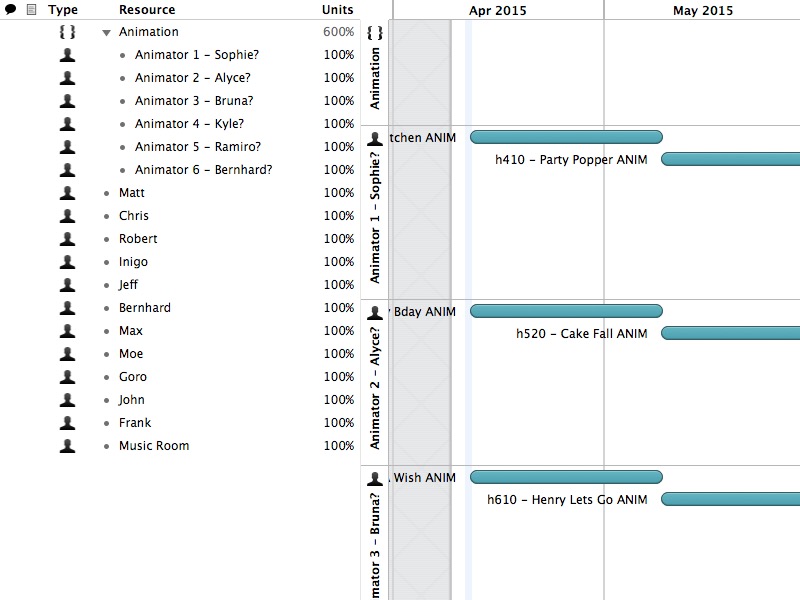 Type Resource Units Apr 2015 May 2015
Animation 600%
Animator 1 – Sophie? 100%
Animator 2 – Alyce? 100%
Animator 3 – Bruna? 100%
Animator 4 – Kyle? 100%
Animator 5 – Ramiro? 100%
Animator 6 – Bernhard? 100%
Matt 100%
Chris 100%
Robert 100%
Inigo 100%
Jeff 100%
Bernhard 100%
Max 100%
Moe 100%
Goro 100%
John 100%
Frank 100%
Music Room 100%
Animation
Animator 1 – Sophie?
tchen ANIM
h410 – Party Popper ANIM
Animator 2 – Alyce?
Bday ANIM
h520 – Cake Fall ANIM
mator 3 – Bruna?
Wish ANIM
h610 – Henry Lets Go ANIM